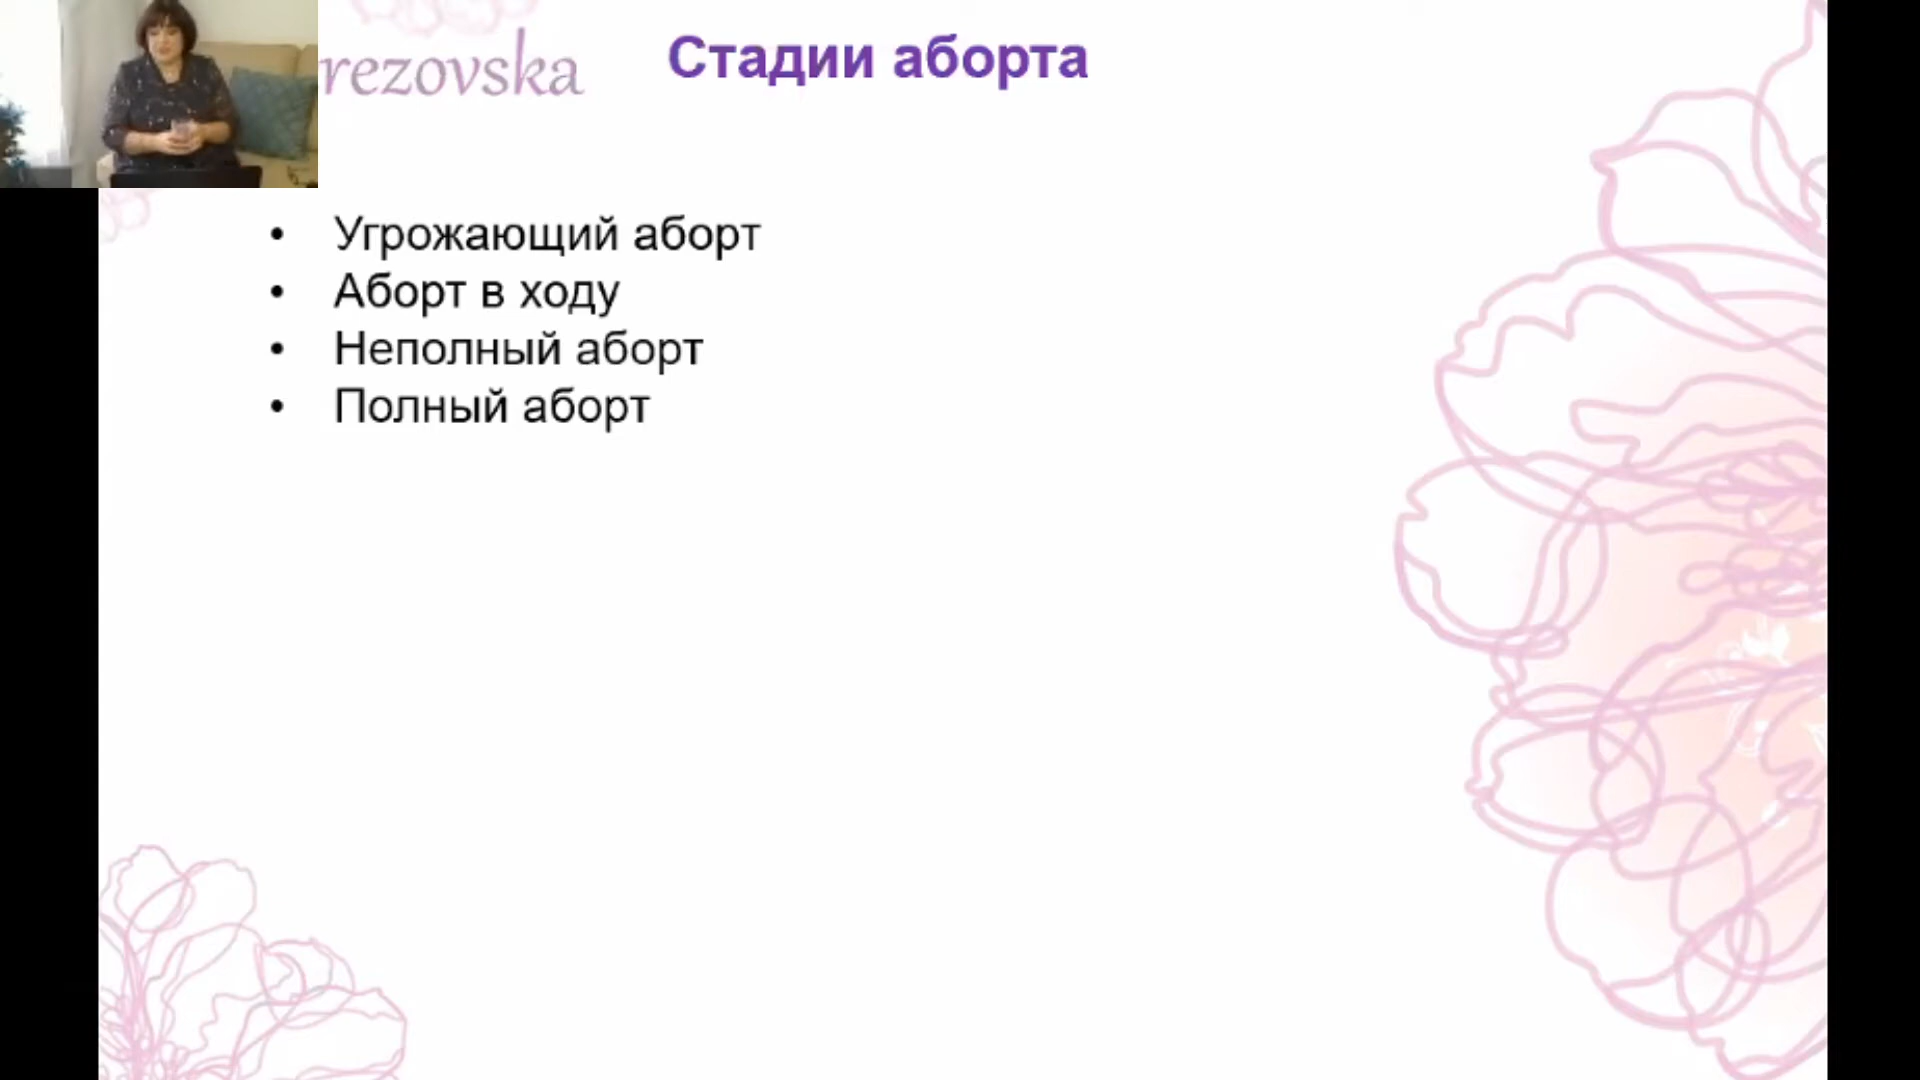 rezovska
Стадии аборта
• Угрожающий аборт
• Аборт в ходу
• Неполный аборт
• Полный аборт